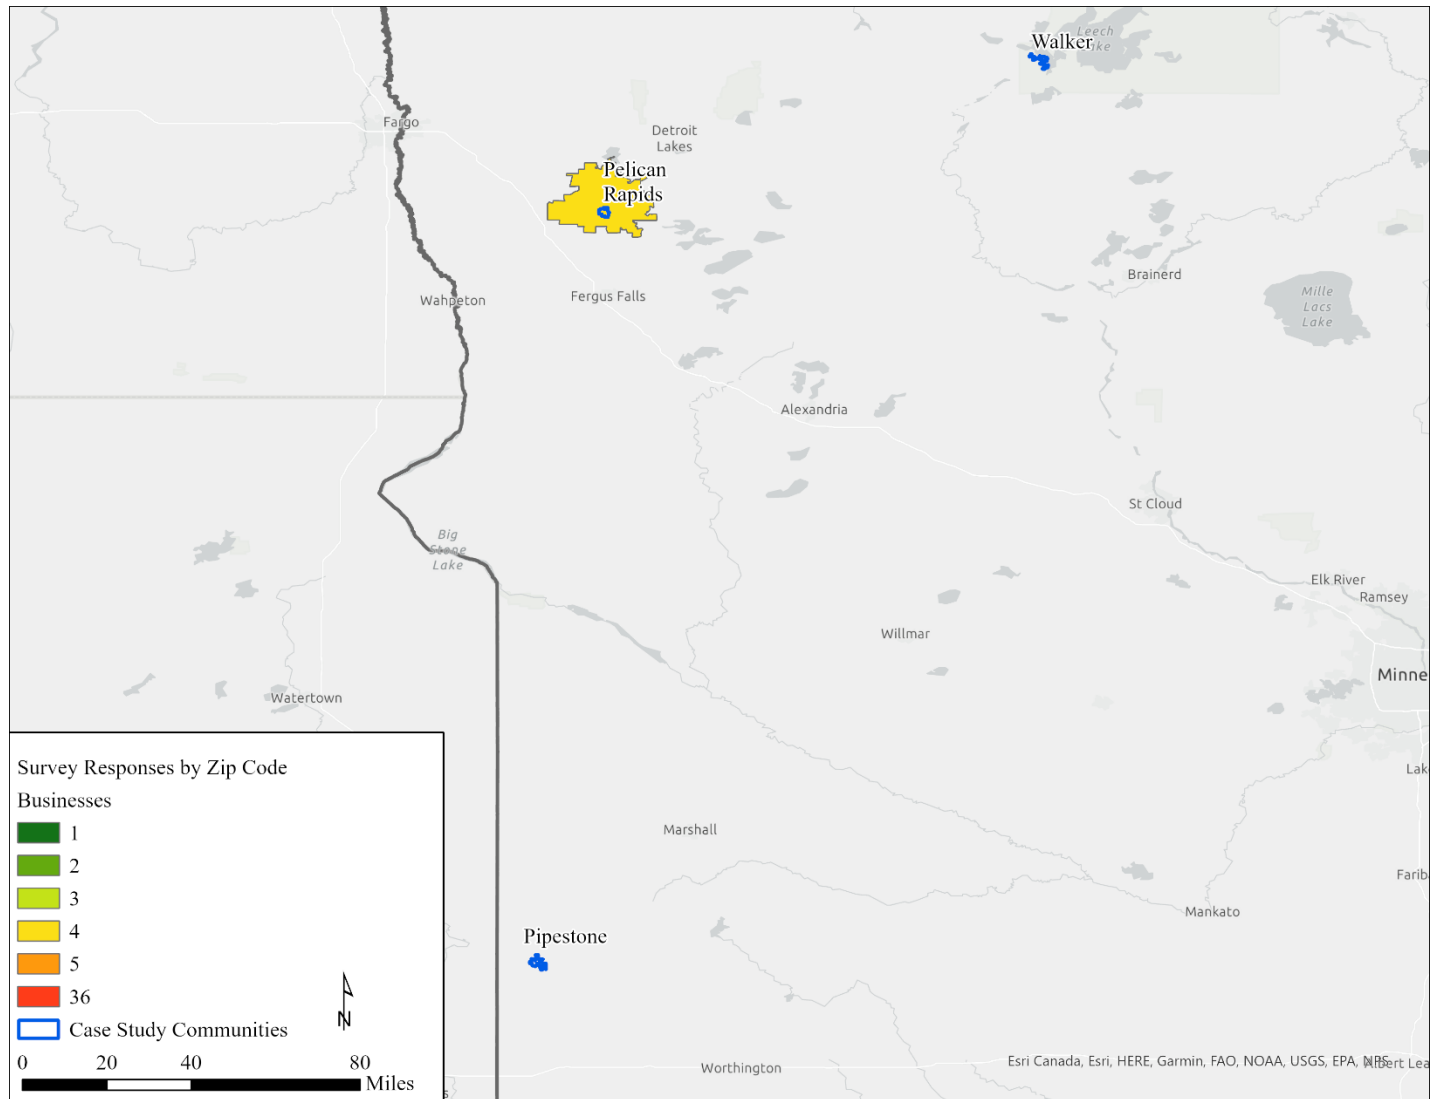 Walker
Leech
Lake
Fargo
Detroit
Lakes
Pelican
Rapids
Brainerd
Mille
Lacs
Lake
Wahpeton
Fergus Falls
Alexandria
St Cloud
Big
Stone
Lake
Elk River
Ramsey
Willmar
Minne
Watertown
Lak
Marshall
Farib
Mankato
Pipestone
Worthington
Esri Canada, Esri, HERE, Garmin, FAO, NOAA, USGS, EPA, NPS
Albert Lea
Survey Responses by Zip Code
Businesses
1
2
3
4
5
36
Case Study Communities
N
0 20 40 80
Miles